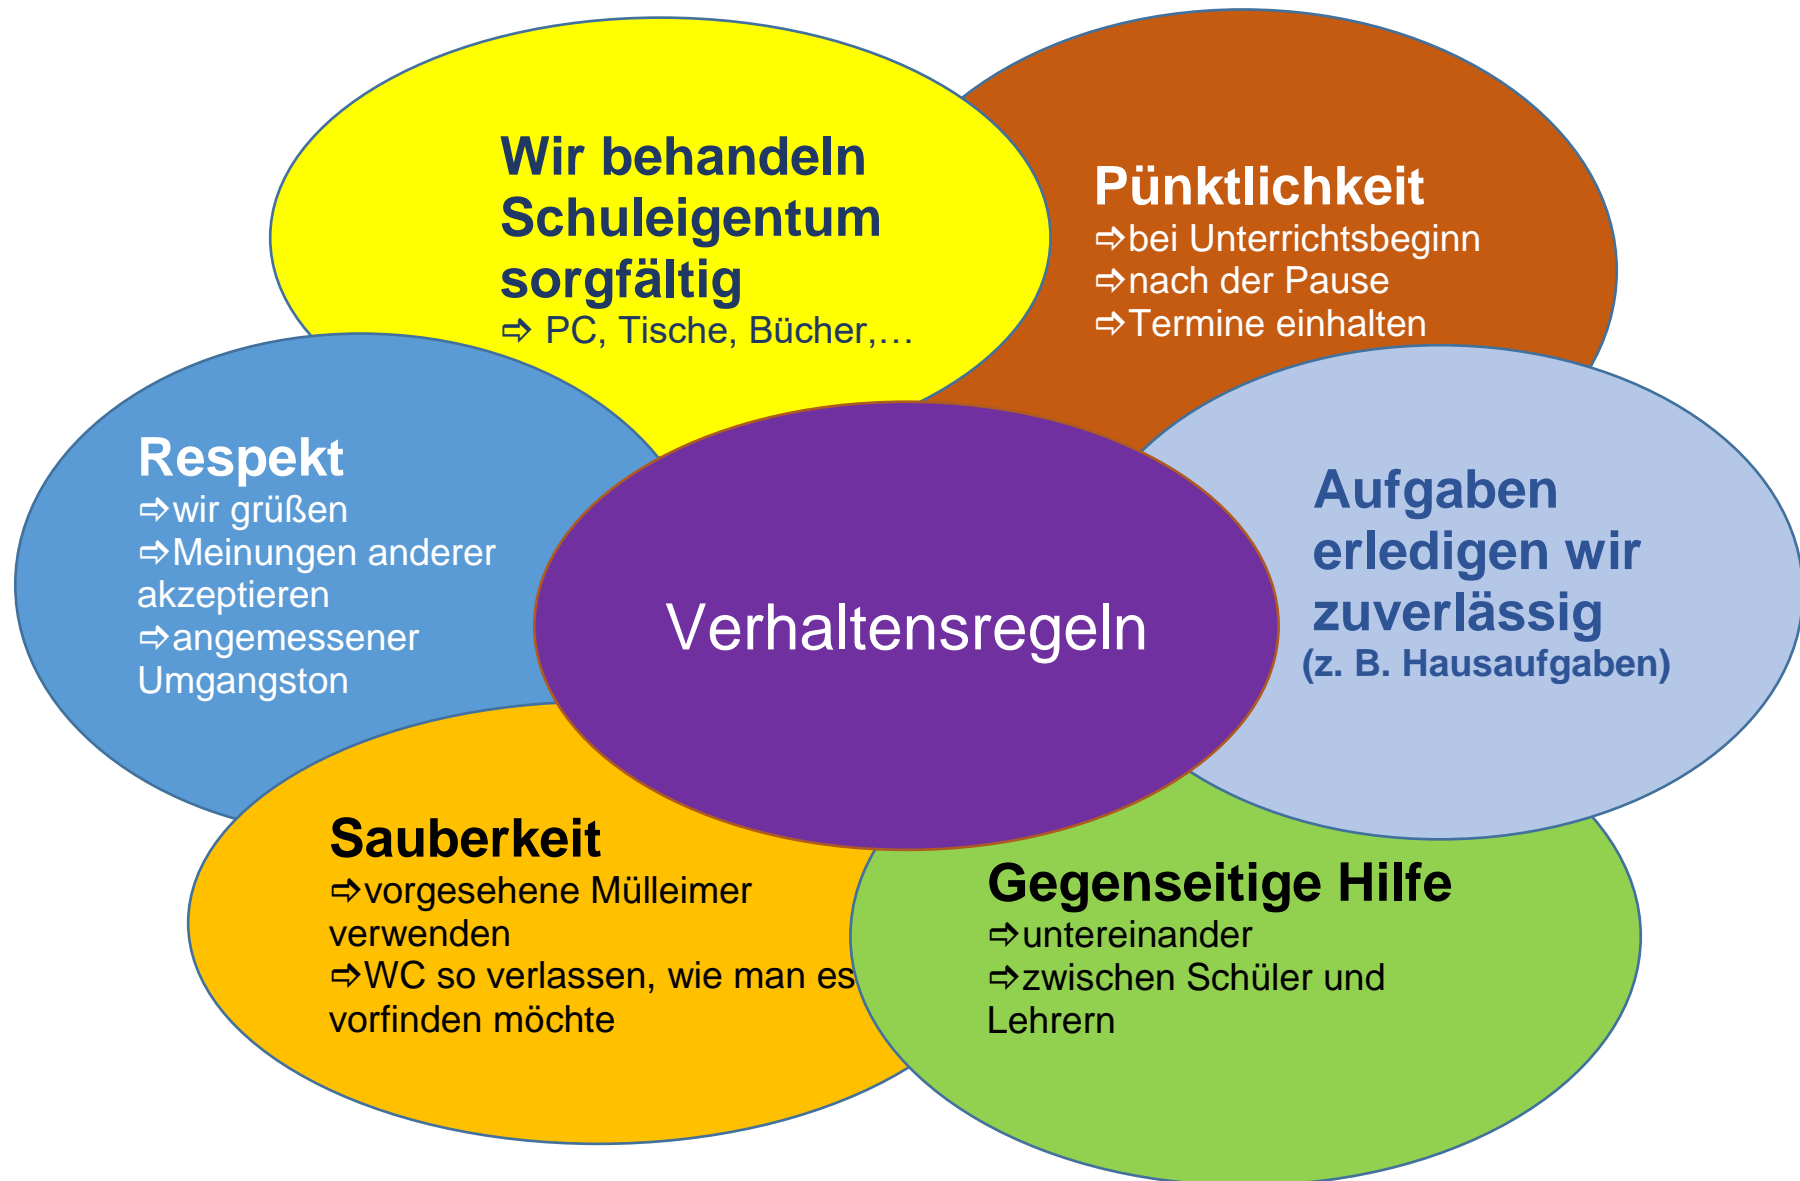 Wir behandeln
Schuleigentum
sorgfältig
⇨ PC, Tische, Bücher,…
Pünktlichkeit
⇨bei Unterrichtsbeginn
⇨nach der Pause
⇨Termine einhalten
Respekt
⇨wir grüßen
⇨Meinungen anderer
akzeptieren
⇨angemessener
Umgangston
Verhaltensregeln
Aufgaben
erledigen wir
zuverlässig
(z. B. Hausaufgaben)
Sauberkeit
⇨vorgesehene Mülleimer
verwenden
⇨WC so verlassen, wie man es
vorfinden möchte
Gegenseitige Hilfe
⇨untereinander
⇨zwischen Schüler und
Lehrern